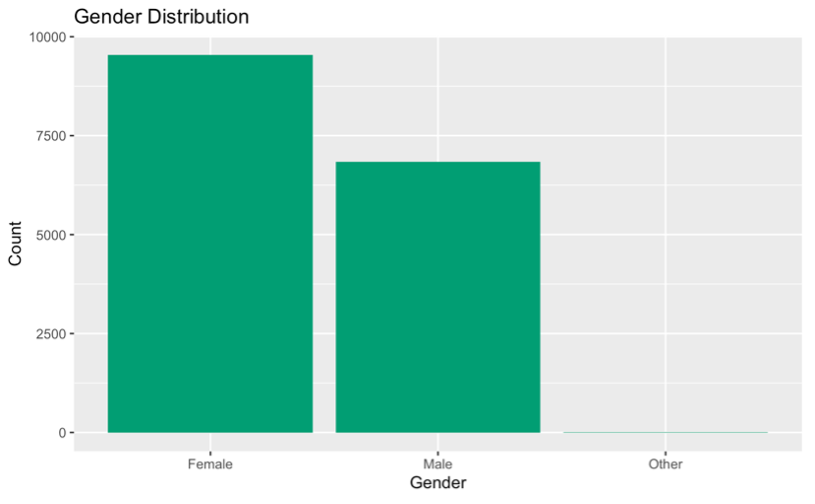 Gender Distribution
10000
7500
5000
2500
0
Count
Female Male Other
Gender